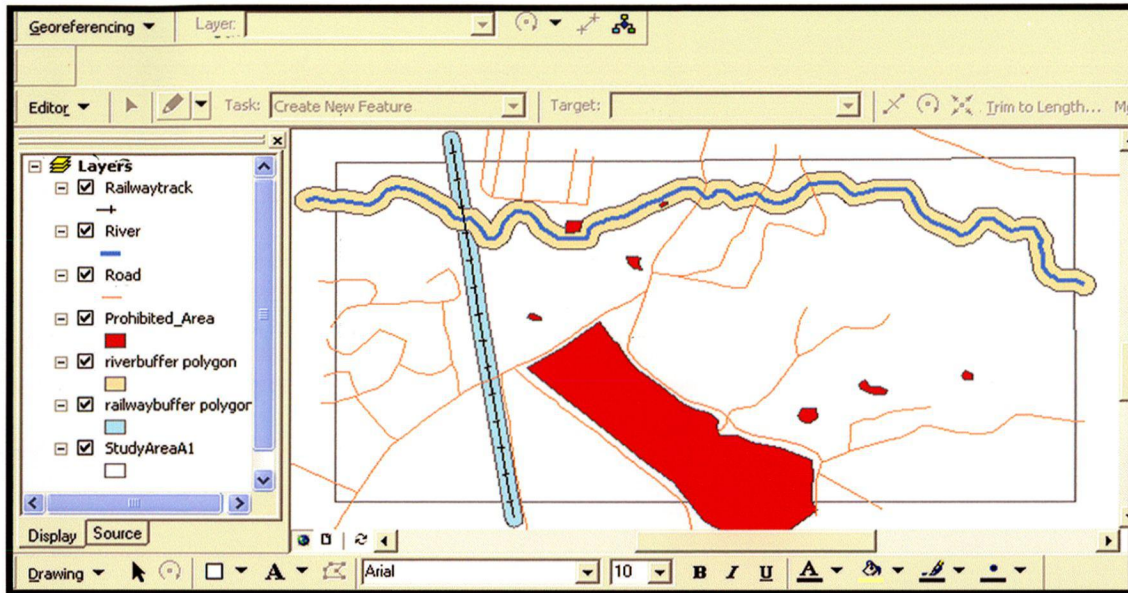 Georeferencing Layer:
Editor Task: Create New Feature Target: Trim to Length...
Layers
Railwaytrack
River
Road
Prohibited_Area
riverbuffer polygon
railwaybuffer polygon
StudyAreaA1
Display Source
Drawing A Arial 10 B I U A